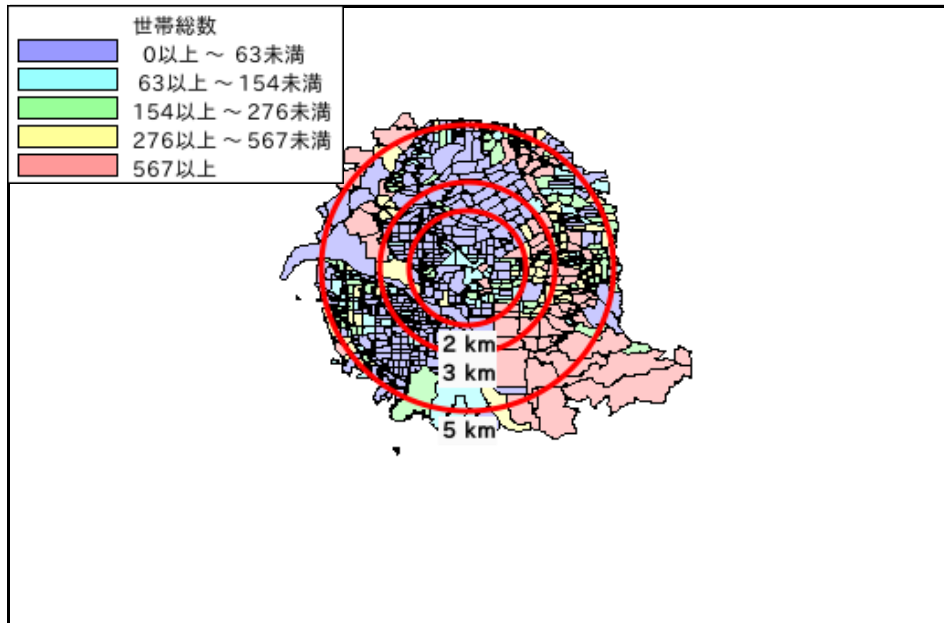 世帯総数
0以上 ～ 63未満
63以上 ～ 154未満
154以上 ～ 276未満
276以上 ～ 567未満
567以上
2 km
3 km
5 km